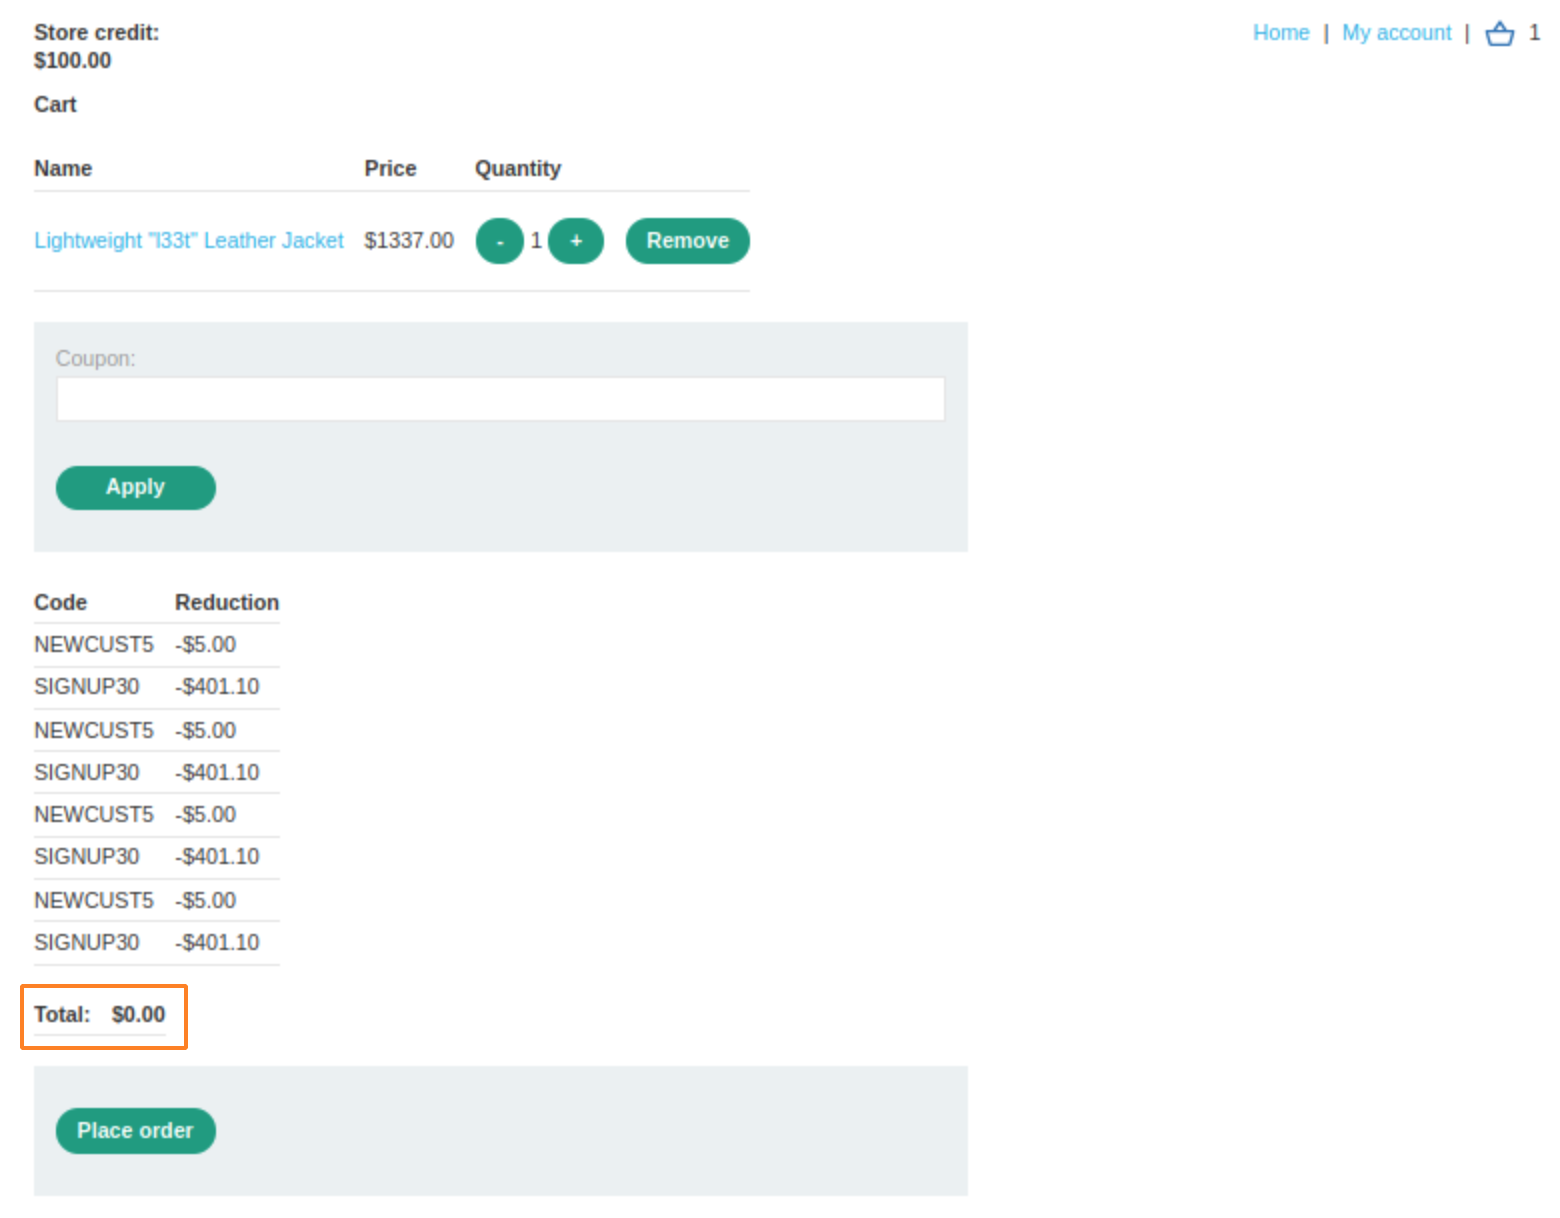 Store credit:
$100.00
Home | My account | 1
Cart
Name Price Quantity
Lightweight "l33t" Leather Jacket $1337.00 - 1 + Remove
Coupon:
Apply
Code Reduction
NEWCUST5 -$5.00
SIGNUP30 -$401.10
NEWCUST5 -$5.00
SIGNUP30 -$401.10
NEWCUST5 -$5.00
SIGNUP30 -$401.10
NEWCUST5 -$5.00
SIGNUP30 -$401.10
Total: $0.00
Place order